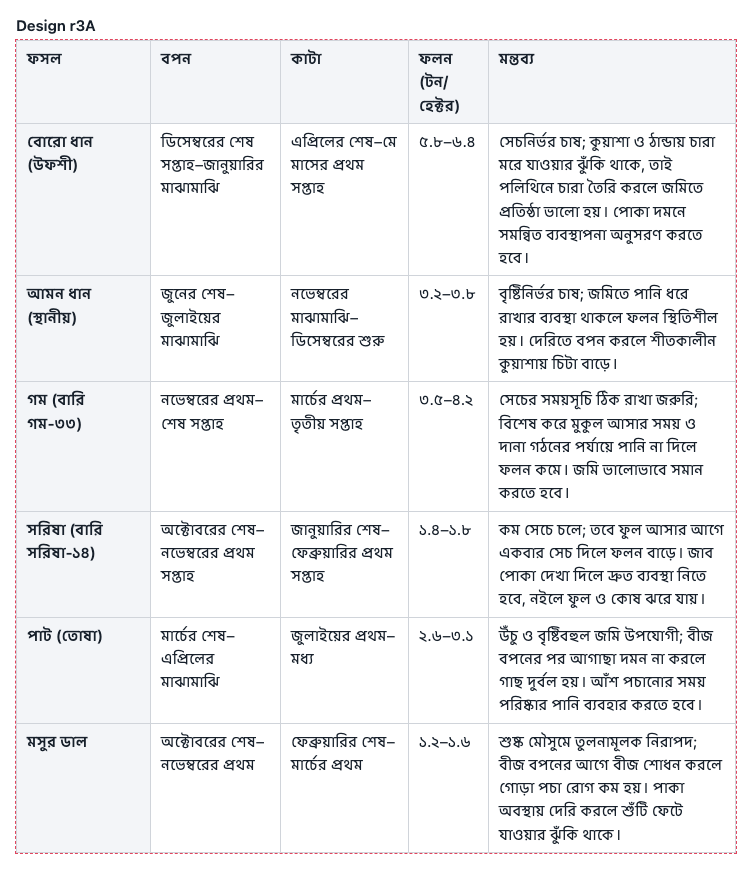 Design r3A
ফসল
বপন
কাটা
ফলন
(টন/
হেক্টর)
মন্তব্য
বোরো ধান
(উফশী)
ডিসেম্বরের শেষ
সপ্তাহ–জানুয়ারির
মাঝামাঝি
এপ্রিলের শেষ–মে
মাসের প্রথম
সপ্তাহ
৫.৮–৬.৪
সেচনির্ভর চাষ; কুয়াশা ও ঠান্ডায় চারা
মরে যাওয়ার ঝুঁকি থাকে, তাই
পলিথিনে চারা তৈরি করলে জমিতে
প্রতিষ্ঠা ভালো হয়। পোকা দমনে
সমন্বিত ব্যবস্থাপনা অনুসরণ করতে
হবে।
আমন ধান
(স্থানীয়)
জুনের শেষ–
জুলাইয়ের
মাঝামাঝি
নভেম্বরের
মাঝামাঝি–
ডিসেম্বরের শুরু
৩.২–৩.৮
বৃষ্টিনির্ভর চাষ; জমিতে পানি ধরে
রাখার ব্যবস্থা থাকলে ফলন স্থিতিশীল
হয়। দেরিতে বপন করলে শীতকালীন
কুয়াশায় চিটা বাড়ে।
গম (বারি
গম-৩৩)
নভেম্বরের প্রথম–
শেষ সপ্তাহ
মার্চের প্রথম–
তৃতীয় সপ্তাহ
৩.৫–৪.২
সেচের সময়সূচি ঠিক রাখা জরুরি;
বিশেষ করে মুকুল আসার সময় ও
দানা গঠনের পর্যায়ে পানি না দিলে
ফলন কমে। জমি ভালোভাবে সমান
করতে হবে।
সরিষা (বারি
সরিষা-১৪)
অক্টোবরের শেষ–
নভেম্বরের প্রথম
সপ্তাহ
জানুয়ারির শেষ–
ফেব্রুয়ারির প্রথম
সপ্তাহ
১.৪–১.৮
কম সেচে চলে; তবে ফুল আসার আগে
একবার সেচ দিলে ফলন বাড়ে। জাব
পোকা দেখা দিলে দ্রুত ব্যবস্থা নিতে
হবে, নইলে ফুল ও কোষ ঝরে যায়।
পাট (তোষা)
মার্চের শেষ–
এপ্রিলের
মাঝামাঝি
জুলাইয়ের প্রথম–
মধ্য
২.৬–৩.১
উঁচু ও বৃষ্টিবহুল জমি উপযোগী; বীজ
বপনের পর আগাছা দমন না করলে
গাছ দুর্বল হয়। আঁশ পচানোর সময়
পরিষ্কার পানি ব্যবহার করতে হবে।
মসুর ডাল
অক্টোবরের শেষ–
নভেম্বরের প্রথম
ফেব্রুয়ারির শেষ–
মার্চের প্রথম
১.২–১.৬
শুষ্ক মৌসুমে তুলনামূলক নিরাপদ;
বীজ বপনের আগে বীজ শোধন করলে
গোড়া পচা রোগ কম হয়। পাকা
অবস্থায় দেরি করলে শুঁটি ফেটে
যাওয়ার ঝুঁকি থাকে।